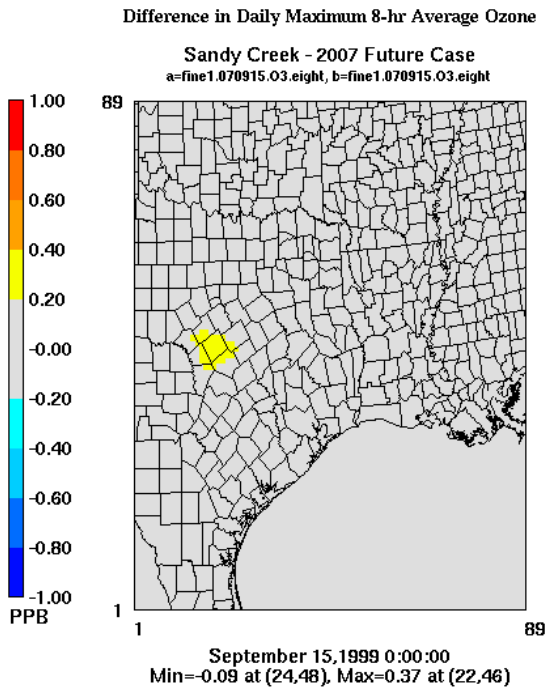 Difference in Daily Maximum 8-hr Average Ozone
Sandy Creek - 2007 Future Case
a=fine1.070915.O3.eight, b=fine1.070915.O3.eight
1.00
0.80
0.60
0.40
0.20
-0.00
-0.20
-0.40
-0.60
-0.80
-1.00
PPB
89
1
1
89
September 15,1999 0:00:00
Min=-0.09 at (24,48), Max=0.37 at (22,46)